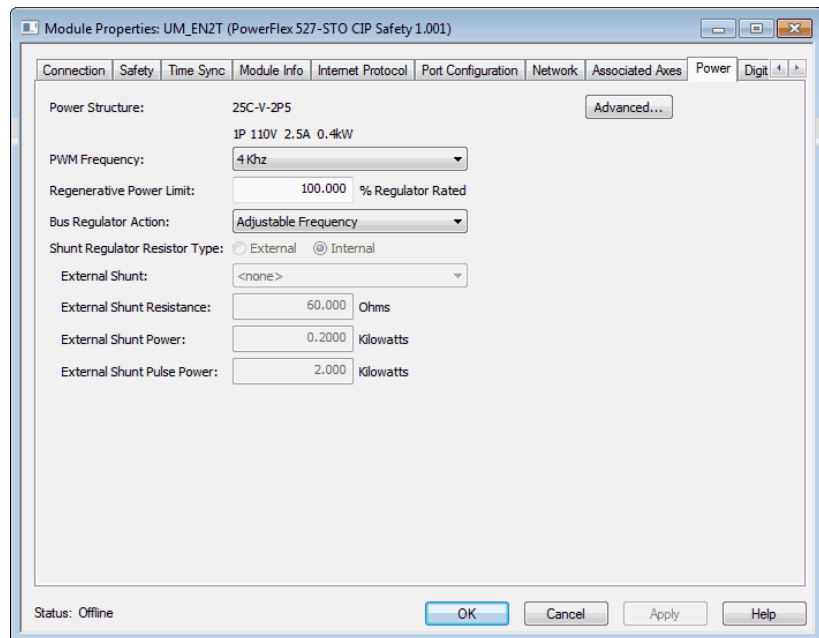 Module Properties: UM_EN2T (PowerFlex 527-STO CIP Safety 1.001)
Connection Safety Time Sync Module Info Internet Protocol Port Configuration Network Associated Axes Power Digit
Power Structure: 25C-V-2P5 Advanced...
1P 110V 2.5A 0.4kW
PWM Frequency: 4 Khz
Regenerative Power Limit: 100.000 % Regulator Rated
Bus Regulator Action: Adjustable Frequency
Shunt Regulator Resistor Type: External Internal
External Shunt: <none>
External Shunt Resistance: 60.000 Ohms
External Shunt Power: 0.2000 Kilowatts
External Shunt Pulse Power: 2.000 Kilowatts
Status: Offline OK Cancel Apply Help